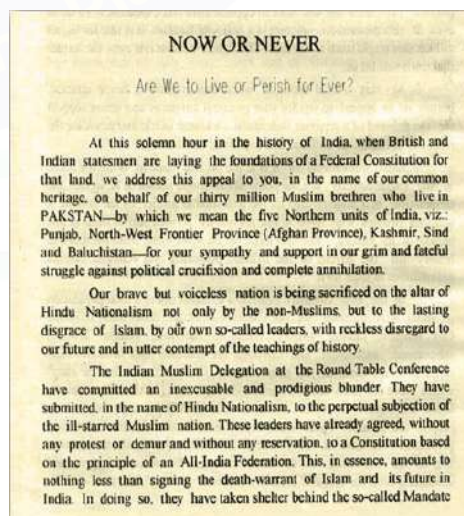 NOW OR NEVER
Are We to Live or Perish for Ever?
At this solemn hour in the history of India, when British and
Indian statesmen are laying the foundations of a Federal Constitution for
that land, we address this appeal to you, in the name of our common
heritage, on behalf of our thirty million Muslim brethren who live in
PAKSTAN—by which we mean the five Northern units of India, viz.:
Punjab, North-West Frontier Province (Afghan Province), Kashmir, Sind
and Baluchistan—for your sympathy and support in our grim and fateful
struggle against political crucifixion and complete annihilation.
Our brave but voiceless nation is being sacrificed on the altar of
Hindu Nationalism not only by the non-Muslims, but to the lasting
disgrace of Islam, by our own so-called leaders, with reckless disregard to
our future and in utter contempt of the teachings of history.
The Indian Muslim Delegation at the Round Table Conference
have committed an inexcusable and prodigious blunder. They have
submitted, in the name of Hindu Nationalism, to the perpetual subjection of
the ill-starred Muslim nation. These leaders have already agreed, without
any protest or demur and without any reservation, to a Constitution based
on the principle of an All-India Federation. This, in essence, amounts to
nothing less than signing the death-warrant of Islam and its future in
India. In doing so, they have taken shelter behind the so-called Mandate